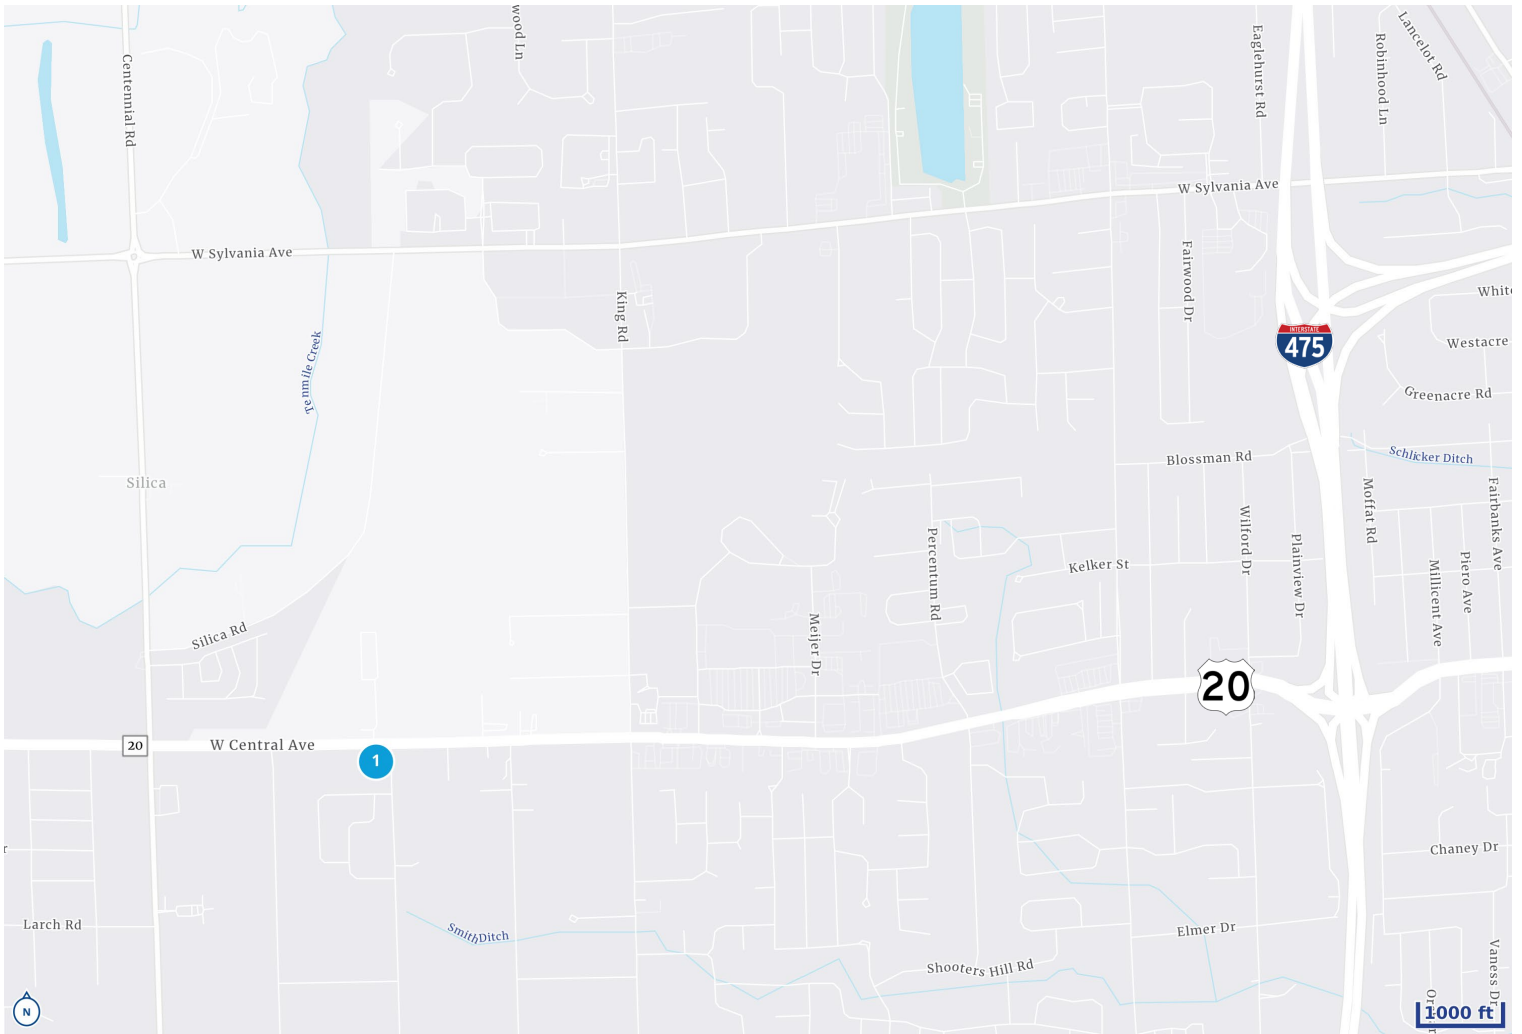 wood Ln
Centennial Rd
Eaglehurst Rd
Robinhood Ln
Lancelot Rd
W Sylvania Ave
W Sylvania Ave
King Rd
Fairwood Dr
INTERSTATE
475
White
Westacre
Greenacre Rd
Tenmile Creek
Silica
Blossman Rd
Schlicker Ditch
Percentum Rd
Kelker St
Wilford Dr
Plainview Dr
Moffat Rd
Fairbanks Ave
Piero Ave
Millicent Ave
Silica Rd
Meijer Dr
20
20
W Central Ave
1
r
Chaney Dr
Larch Rd
Smith Ditch
Elmer Dr
Shooters Hill Rd
Vaness Dr
N
1000 ft